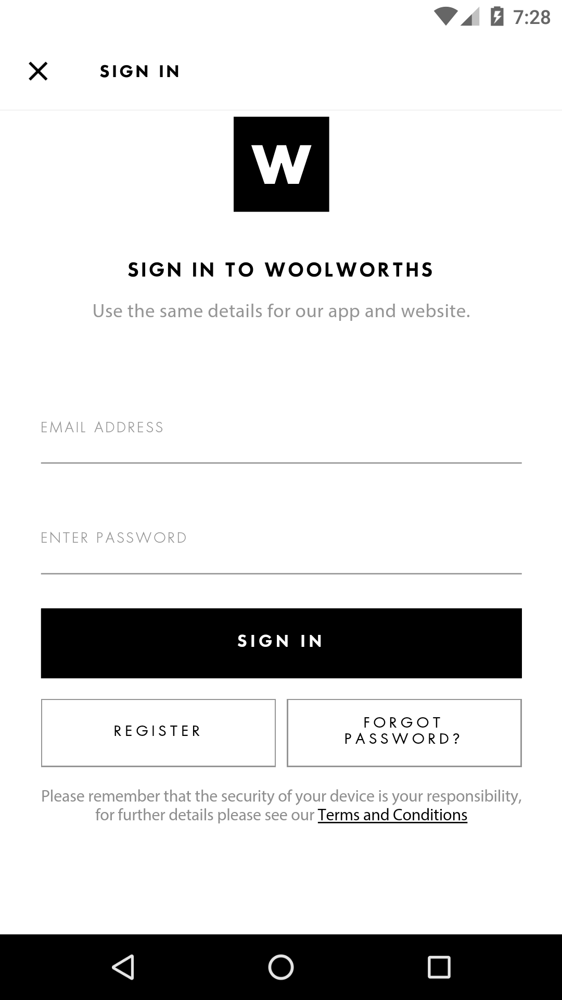 7:28
SIGN IN
W
SIGN IN TO WOOLWORTHS
Use the same details for our app and website.
EMAIL ADDRESS
ENTER PASSWORD
SIGN IN
REGISTER
FORGOT
PASSWORD?
Please remember that the security of your device is your responsibility,
for further details please see our Terms and Conditions